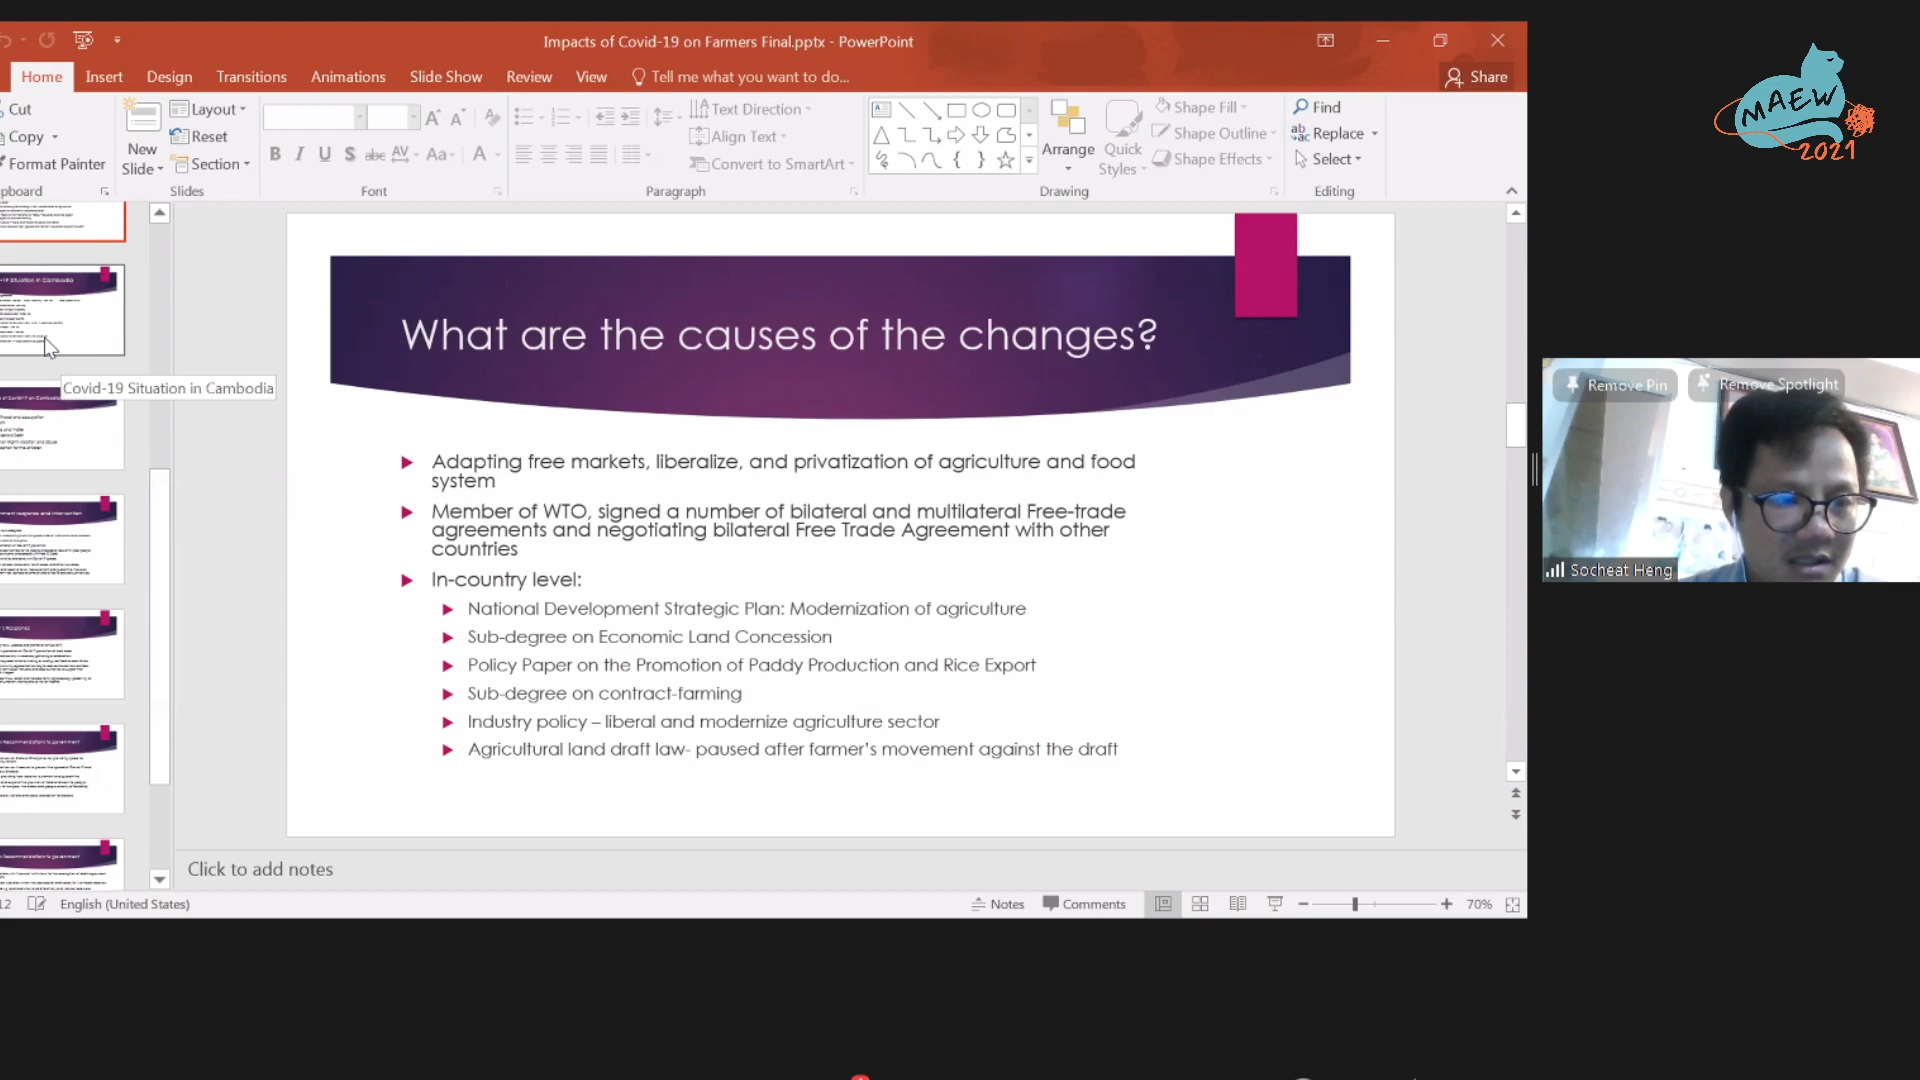 Impacts of Covid-19 on Farmers Final.pptx - PowerPoint
Home Insert Design Transitions Animations Slide Show Review View Tell me what you want to do... Share
Cut
Copy
Format Painter
New
Slide
Layout
Reset
Section
Slides
B I U S abc AV Aa A
Font
Text Direction
Align Text
Convert to SmartArt
Paragraph
Arrange
Quick
Styles
Shape Fill
Shape Outline
Shape Effects
Drawing
Find
Replace
Select
Editing
MAEW
2021
Covid-19 Situation in Cambodia
What are the causes of the changes?
Adapting free markets, liberalize, and privatization of agriculture and food
system
Member of WTO, signed a number of bilateral and multilateral Free-trade
agreements and negotiating bilateral Free Trade Agreement with other
countries
In-country level:
National Development Strategic Plan: Modernization of agriculture
Sub-degree on Economic Land Concession
Policy Paper on the Promotion of Paddy Production and Rice Export
Sub-degree on contract-farming
Industry policy – liberal and modernize agriculture sector
Agricultural land draft law- paused after farmer's movement against the draft
Remove Pin
Remove Spotlight
Socheat Heng
Click to add notes
12 English (United States) Notes Comments 70%